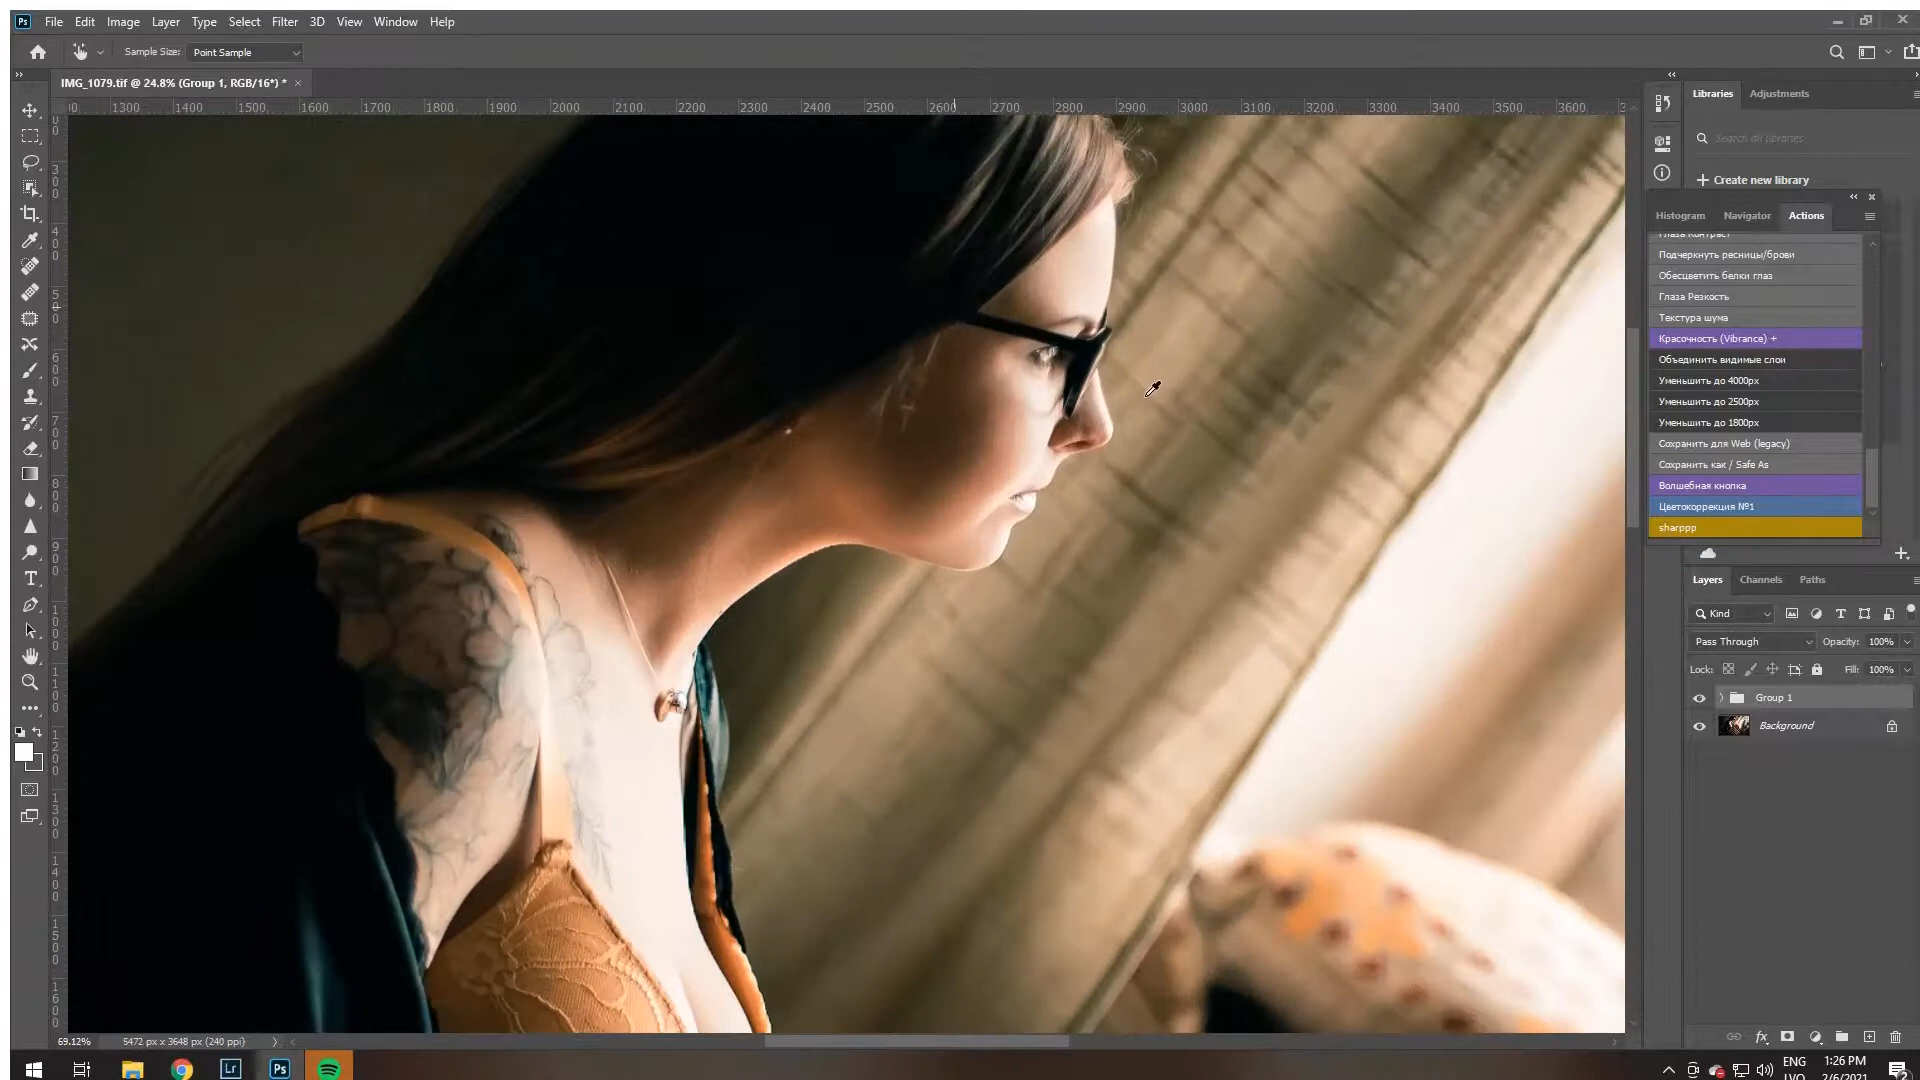 Ps File Edit Image Layer Type Select Filter 3D View Window Help
Sample Size: Point Sample
IMG_1079.tif @ 24.8% (Group 1, RGB/16*) * ×
1300 1400 1500 1600 1700 1800 1900 2000 2100 2200 2300 2400 2500 2600 2700 2800 2900 3000 3100 3200 3300 3400 3500 3600
Libraries Adjustments
Search all libraries
+ Create new library
Histogram Navigator Actions
Глаза Контраст
Подчеркнуть ресницы/брови
Обесцветить белки глаз
Глаза Резкость
Текстура шума
Красочность (Vibrance) +
Объединить видимые слои
Уменьшить до 4000px
Уменьшить до 2500px
Уменьшить до 1800px
Сохранить для Web (legacy)
Сохранить как / Safe As
Волшебная кнопка
Цветокоррекция №1
sharppp
Layers Channels Paths
Kind
Pass Through Opacity: 100%
Lock: Fill: 100%
Group 1
Background
fx
69.12% 5472 px x 3648 px (240 ppi)
Lr Ps
ENG 1:26 PM
LVQ 2/6/2021
2